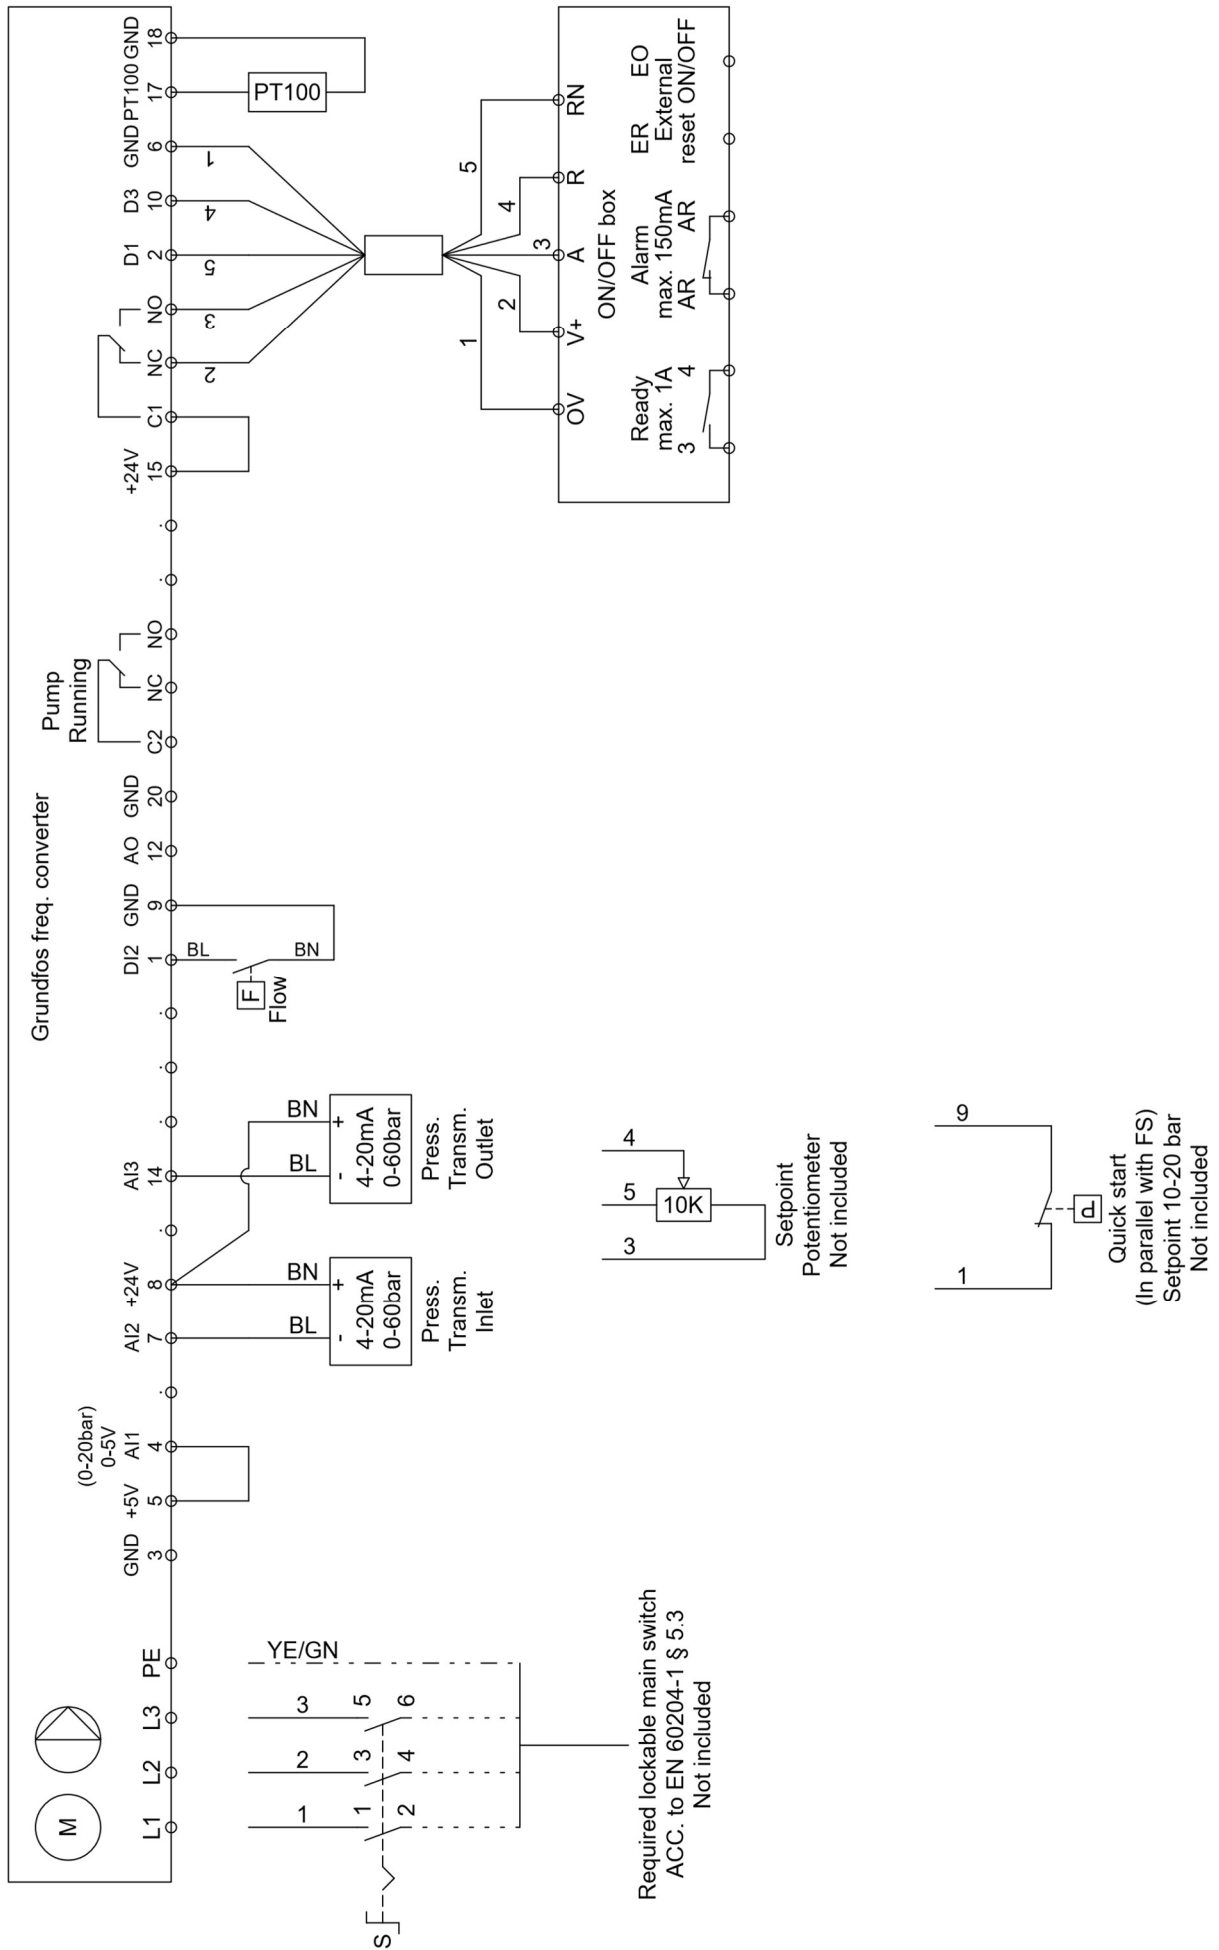 Grundfos freq. converter
M
L1
L2
L3
PE
GND
3
+5V
5
(0-20bar)
0-5V
AI1
4
.
AI2
7
+24V
8
.
AI3
14
.
.
.
DI2
1
GND
9
AO
12
GND
20
Pump
Running
C2
NC
NO
.
.
+24V
15
C1
NC
NO
D1
2
D3
10
GND
6
PT100
17
GND
18
S
1
2
3
YE/GN
1
3
5
2
4
6
Required lockable main switch
ACC. to EN 60204-1 § 5.3
Not included
BL
BN
-
+
4-20mA
0-60bar
Press.
Transm.
Inlet
BL
BN
-
+
4-20mA
0-60bar
Press.
Transm.
Outlet
BL
BN
F
Flow
2
3
5
4
1
PT100
1
2
3
4
5
OV
V+
A
R
RN
ON/OFF box
Ready
max. 1A
3
4
Alarm
max. 150mA
AR
AR
ER
EO
External
reset ON/OFF
3
5
4
10K
Setpoint
Potentiometer
Not included
1
9
P
Quick start
(In parallel with FS)
Setpoint 10-20 bar
Not included